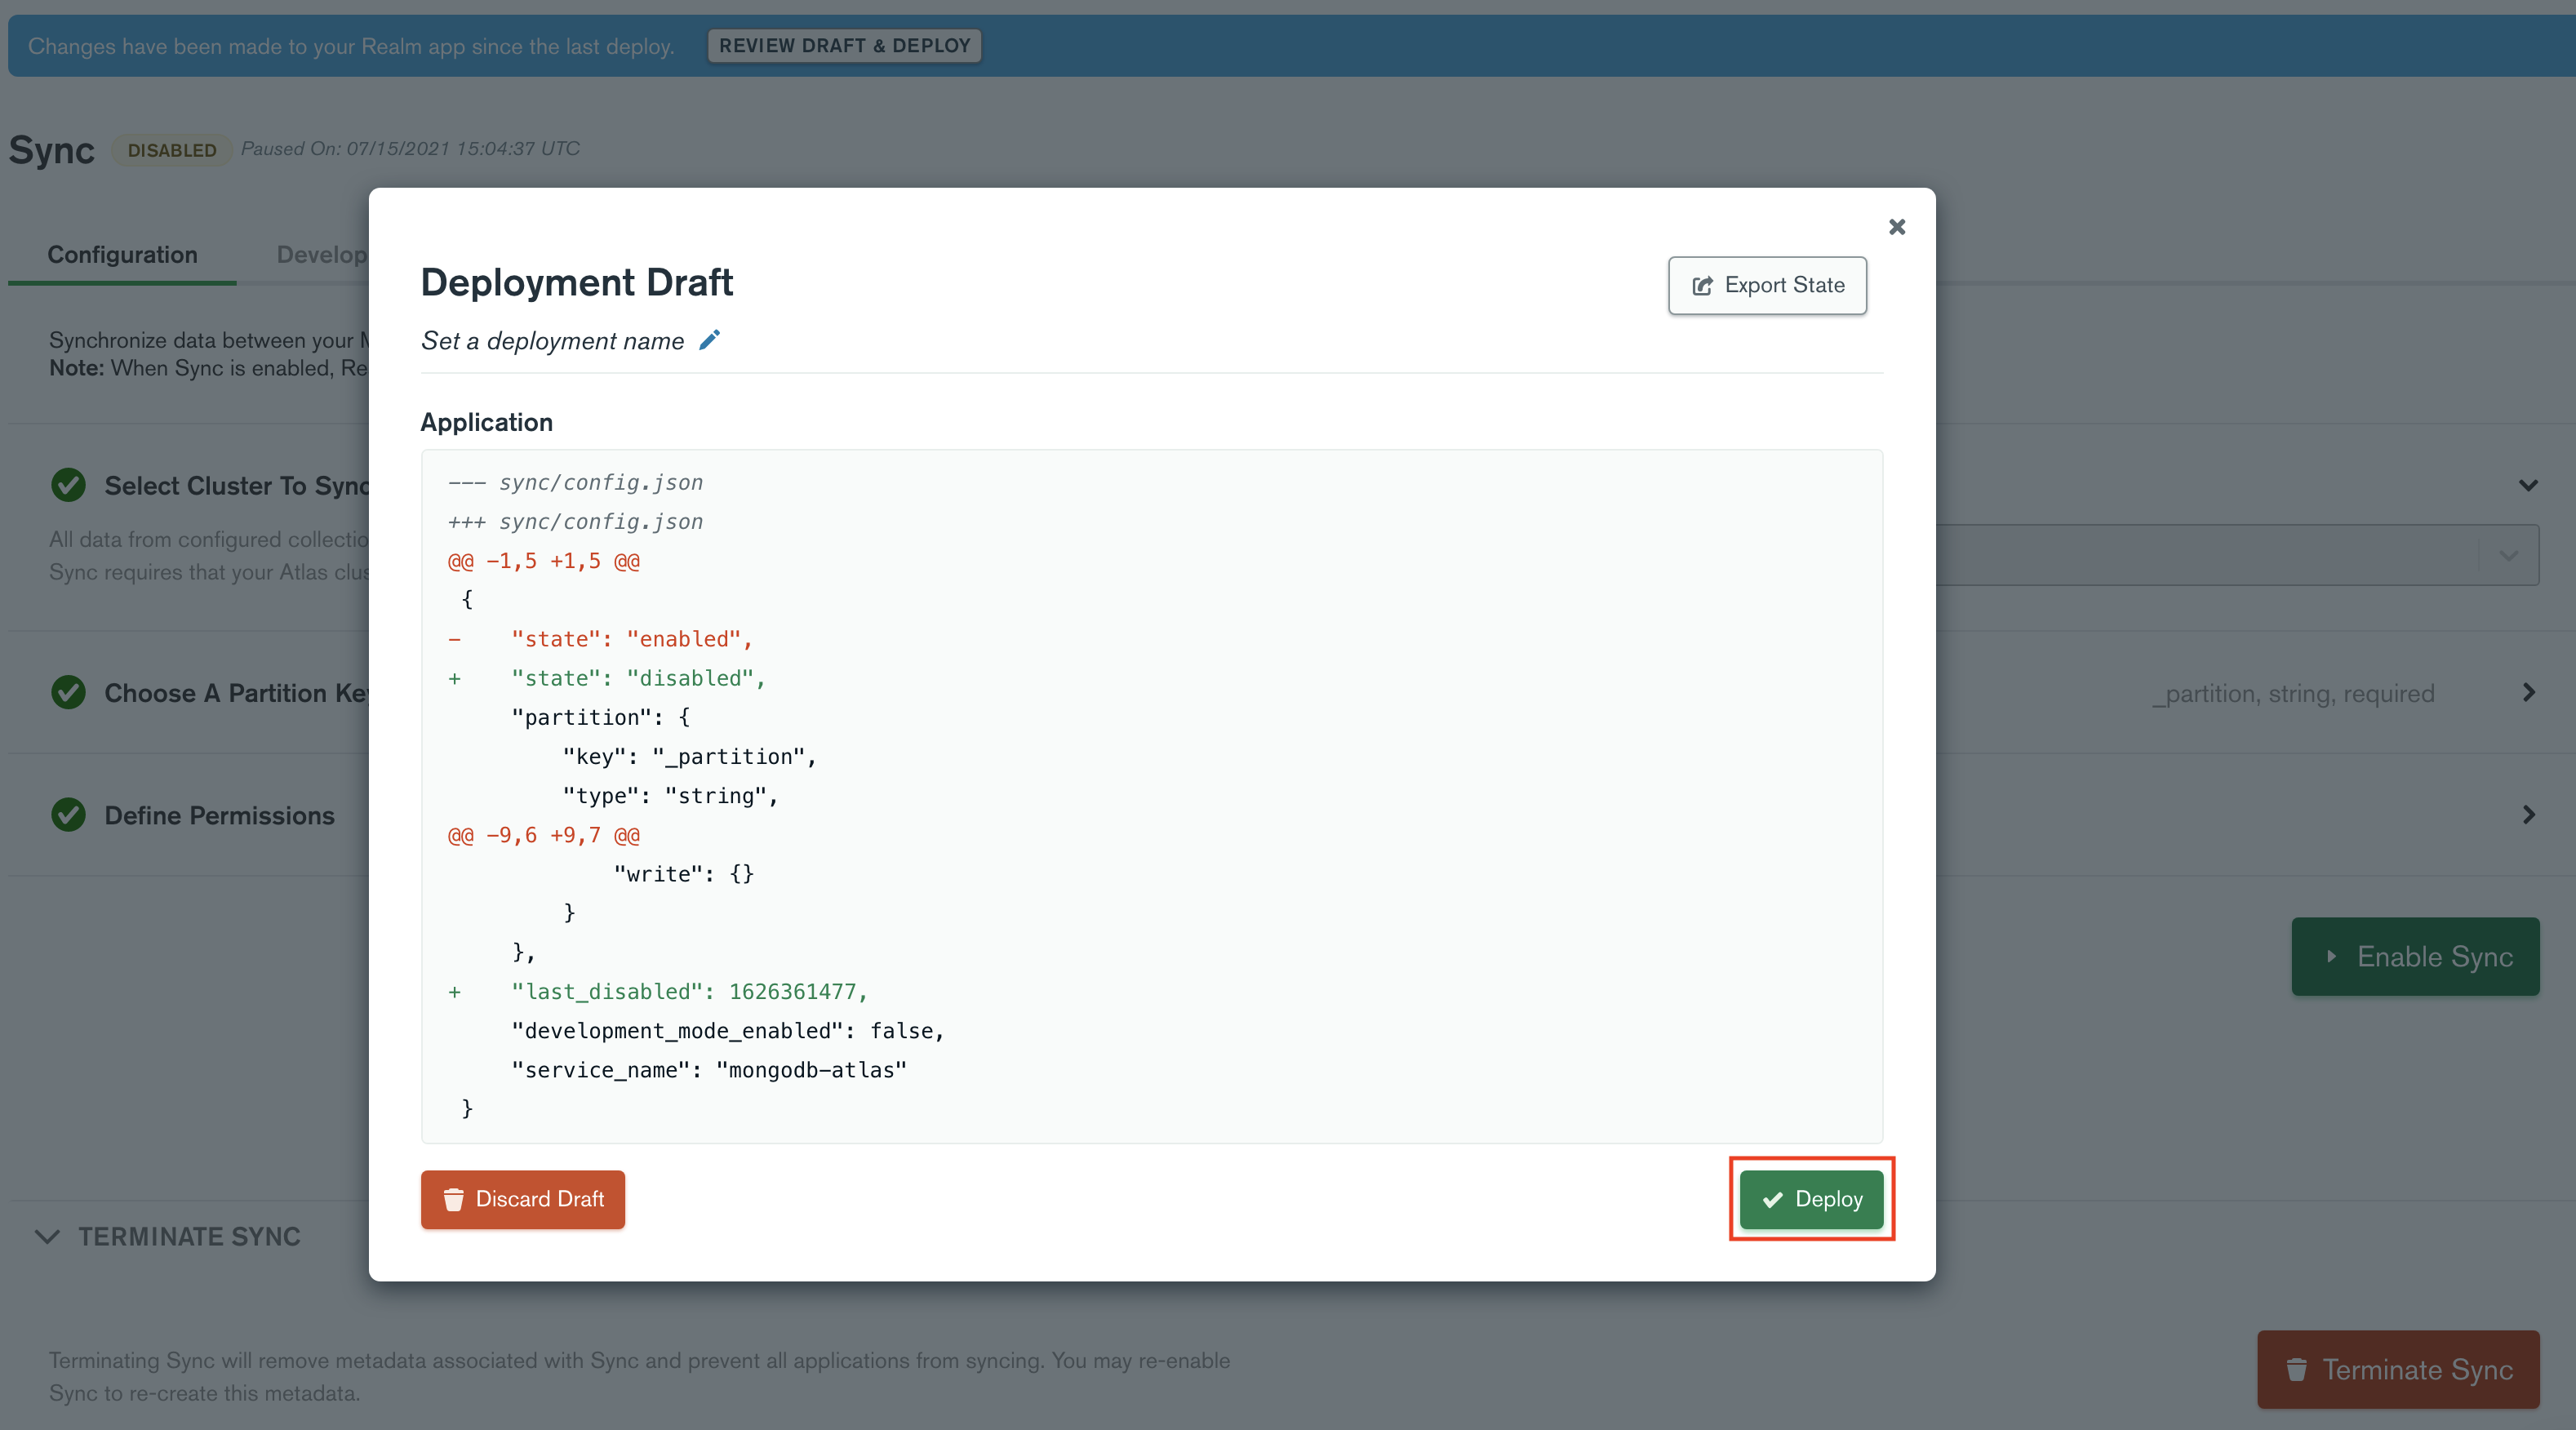 Changes have been made to your Realm app since the last deploy. REVIEW DRAFT & DEPLOY
Sync DISABLED Paused On: 07/15/2021 15:04:37 UTC
Configuration Develop
Synchronize data between your
Note: When Sync is enabled, Re
Select Cluster To Sync
All data from configured collectio
Sync requires that your Atlas clus
Choose A Partition Key
_partition, string, required
Define Permissions
Enable Sync
TERMINATE SYNC
Terminating Sync will remove metadata associated with Sync and prevent all applications from syncing. You may re-enable
Sync to re-create this metadata.
Terminate Sync
Deployment Draft
Export State
Set a deployment name
Application
--- sync/config.json
+++ sync/config.json
@@ -1,5 +1,5 @@
{
-    "state": "enabled",
+    "state": "disabled",
"partition": {
"key": "_partition",
"type": "string",
@@ -9,6 +9,7 @@
"write": {}
}
},
+    "last_disabled": 1626361477,
"development_mode_enabled": false,
"service_name": "mongodb-atlas"
}
Discard Draft
Deploy